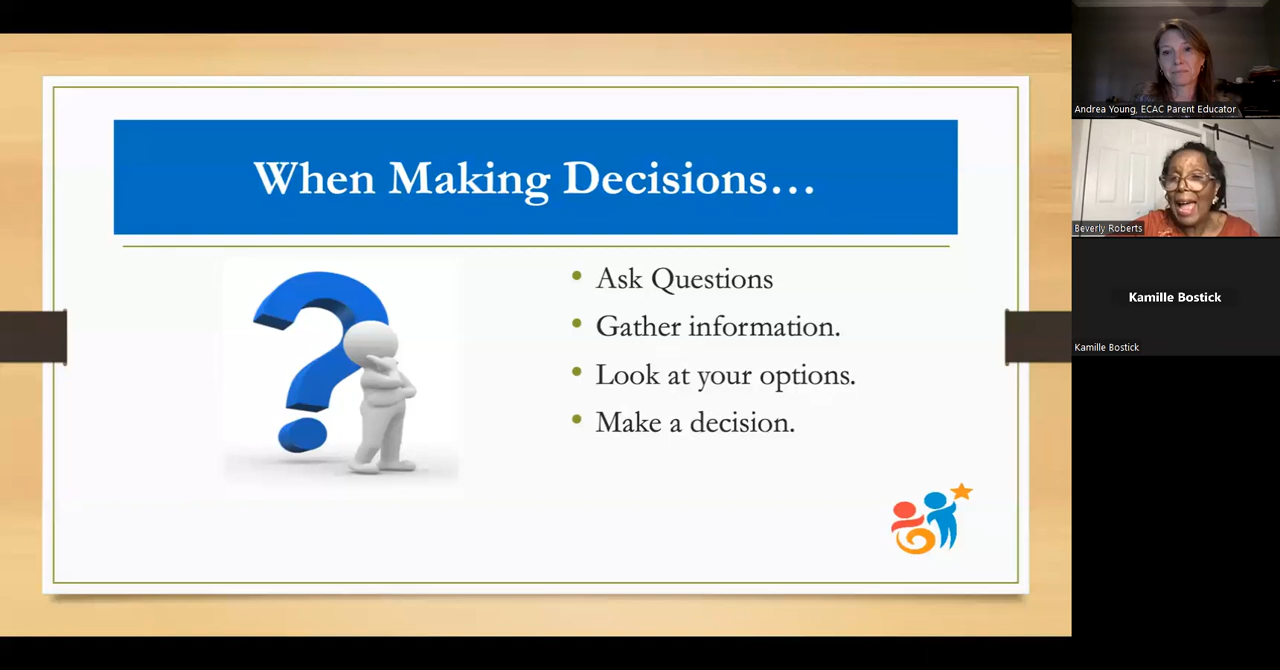 When Making Decisions…
Ask Questions
Gather information.
Look at your options.
Make a decision.
Andrea Young, ECAC Parent Educator
Beverly Roberts
Kamille Bostick
Kamille Bostick